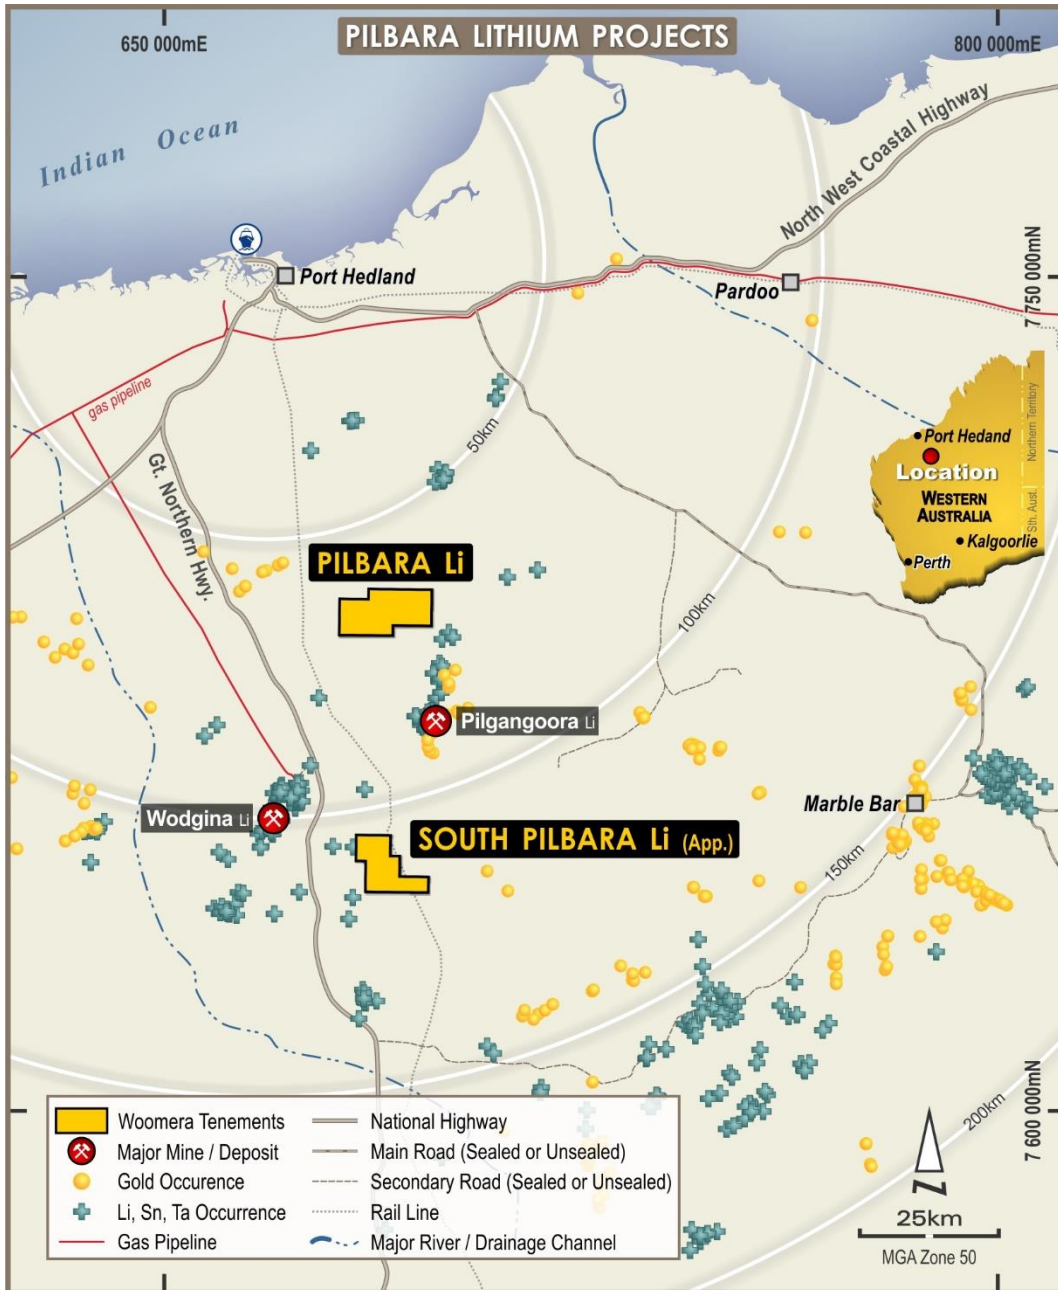 PILBARA LITHIUM PROJECTS
650 000mE
800 000mE
Indian Ocean
North West Coastal Highway
Port Hedland
Pardoo
7 750 000mN
gas pipeline
Gt. Northern Hwy.
50km
Port Hedand
Location
WESTERN
AUSTRALIA
Kalgoorlie
Perth
Northern Territory
Sth. Aust.
PILBARA Li
100km
Pilgangoora Li
Wodgina Li
Marble Bar
SOUTH PILBARA Li (App.)
150km
200km
7 600 000mN
Woomera Tenements
Major Mine / Deposit
Gold Occurence
Li, Sn, Ta Occurrence
Gas Pipeline
National Highway
Main Road (Sealed or Unsealed)
Secondary Road (Sealed or Unsealed)
Rail Line
Major River / Drainage Channel
N
25km
MGA Zone 50